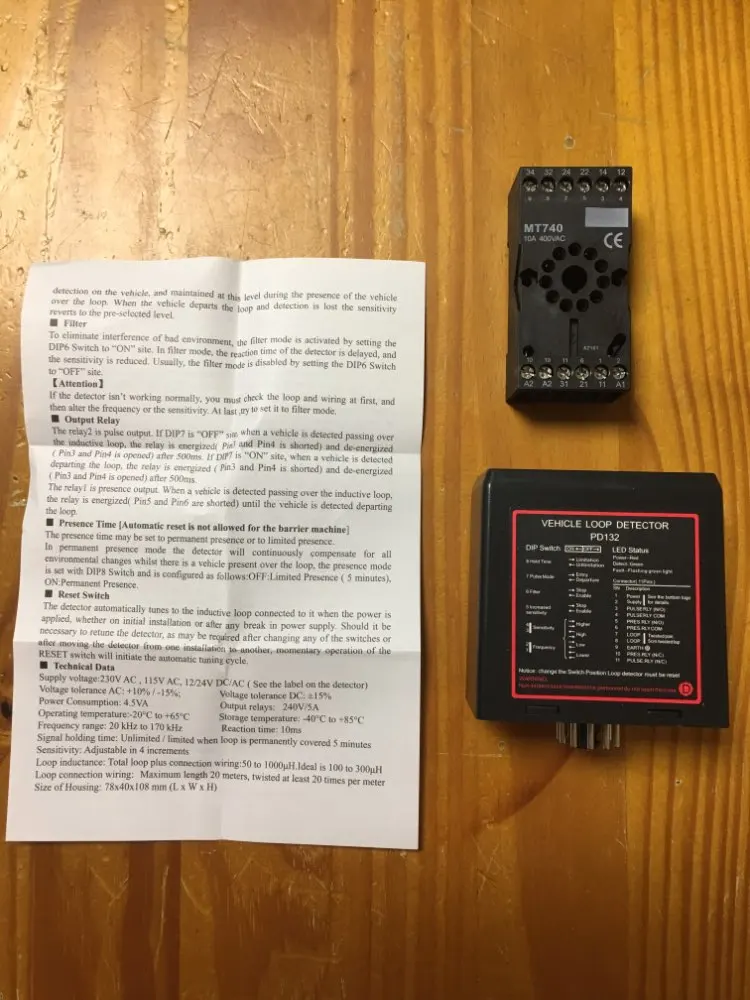 detection on the vehicle, and maintained at this level during the presence of the vehicle
over the loop. When the vehicle departs the loop and detection is lost the sensitivity
reverts to the pre-selected level.
■ Filter
To eliminate interference of bad environment, the filter mode is activated by setting the
DIP6 Switch to “ON” site. In filter mode, the reaction time of the detector is delayed, and
the sensitivity is reduced. Usually, the filter mode is disabled by setting the DIP6 Switch
to “OFF” site.
【Attention】
If the detector isn't working normally, you must check the loop and wiring at first, and
then alter the frequency or the sensitivity. At last ,try to set it to filter mode.
■ Output Relay
The relay2 is pulse output. If DIP7 is “OFF” site, when a vehicle is detected passing over
the inductive loop, the relay is energized( Pin3 and Pin4 is shorted) and de-energized
( Pin3 and Pin4 is opened) after 500ms. If DIP7 is “ON” site, when a vehicle is detected
departing the loop, the relay is energized ( Pin3 and Pin4 is shorted) and de-energized
( Pin3 and Pin4 is opened) after 500ms.
The relay1 is presence output. When a vehicle is detected passing over the inductive loop,
the relay is energized( Pin5 and Pin6 are shorted) until the vehicle is detected departing
the loop.
■ Presence Time [Automatic reset is not allowed for the barrier machine]
The presence time may be set to permanent presence or to limited presence.
In permanent presence mode the detector will continuously compensate for all
environmental changes whilst there is a vehicle present over the loop, the presence mode
is set with DIP8 Switch and is configured as follows:OFF:Limited Presence ( 5 minutes),
ON:Permanent Presence.
■ Reset Switch
The detector automatically tunes to the inductive loop connected to it when the power is
applied, whether on initial installation or after any break in power supply. Should it be
necessary to retune the detector, as may be required after changing any of the switches or
after moving the detector from one installation to another, momentary operation of the
RESET switch will initiate the automatic tuning cycle.
■ Technical Data
Supply voltage:230V AC , 115V AC, 12/24V DC/AC ( See the label on the detector)
Voltage tolerance AC: +10% / -15%; Voltage tolerance DC: ±15%
Power Consumption: 4.5VA Output relays: 240V/5A
Operating temperature:-20°C to +65°C Storage temperature: -40°C to +85°C
Frequency range: 20 kHz to 170 kHz Reaction time: 10ms
Signal holding time: Unlimited / limited when loop is permanently covered 5 minutes
Sensitivity: Adjustable in 4 increments
Loop inductance: Total loop plus connection wiring:50 to 1000μH.Ideal is 100 to 300μH
Loop connection wiring: Maximum length 20 meters, twisted at least 20 times per meter
Size of Housing: 78x40x108 mm (L x W x H)
34 32 24 22 14 12
MT740
10A 400VAC
CE
A2 A2 31 21 11 A1
VEHICLE LOOP DETECTOR
PD132
DIP Switch LED Status
Power-Red
8 Hold Time Limitation
Unlimitation
Detect- Green
Fault - Flashing green light
7 Pulse Mode Entry
Departure
Connector( 11Pins )
6 Filter Stop
Enable
5 Increased
sensitivity Stop
Enable
Sensitivity Higher
High
Frequency Low
Lower
Description
1 Power
2 Supply See the bottom tags
for details
3 PULSE RLY (N/O)
4 PULSE RLY COM
5 PRES.RLY (N/O)
6 PRES.RLY COM
7 LOOP
8 LOOP
9 EARTH
10 PRES.RLY (N/C)
11 PULSE RLY (N/C)
Notice : change the Switch Position Loop detector must be reset
WARNING: